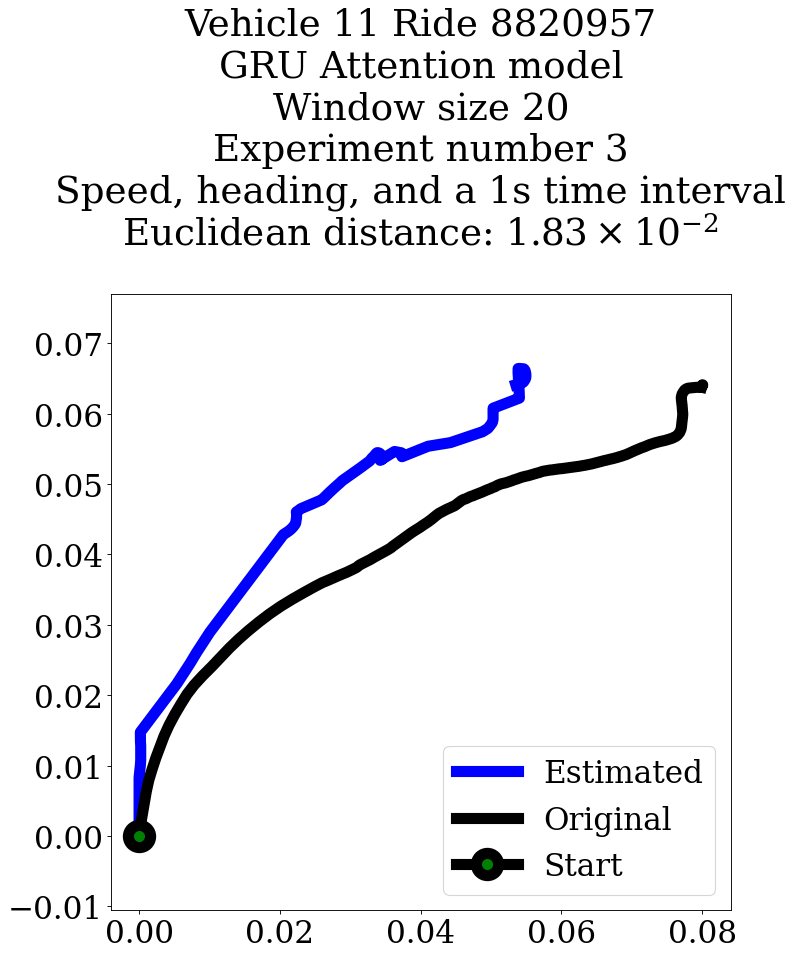 Vehicle 11 Ride 8820957
GRU Attention model
Window size 20
Experiment number 3
Speed, heading, and a 1s time interval
Euclidean distance: 1.83 × 10⁻²
0.07
0.06
0.05
0.04
0.03
0.02
0.01
0.00
−0.01
Estimated
Original
Start
0.00 0.02 0.04 0.06 0.08